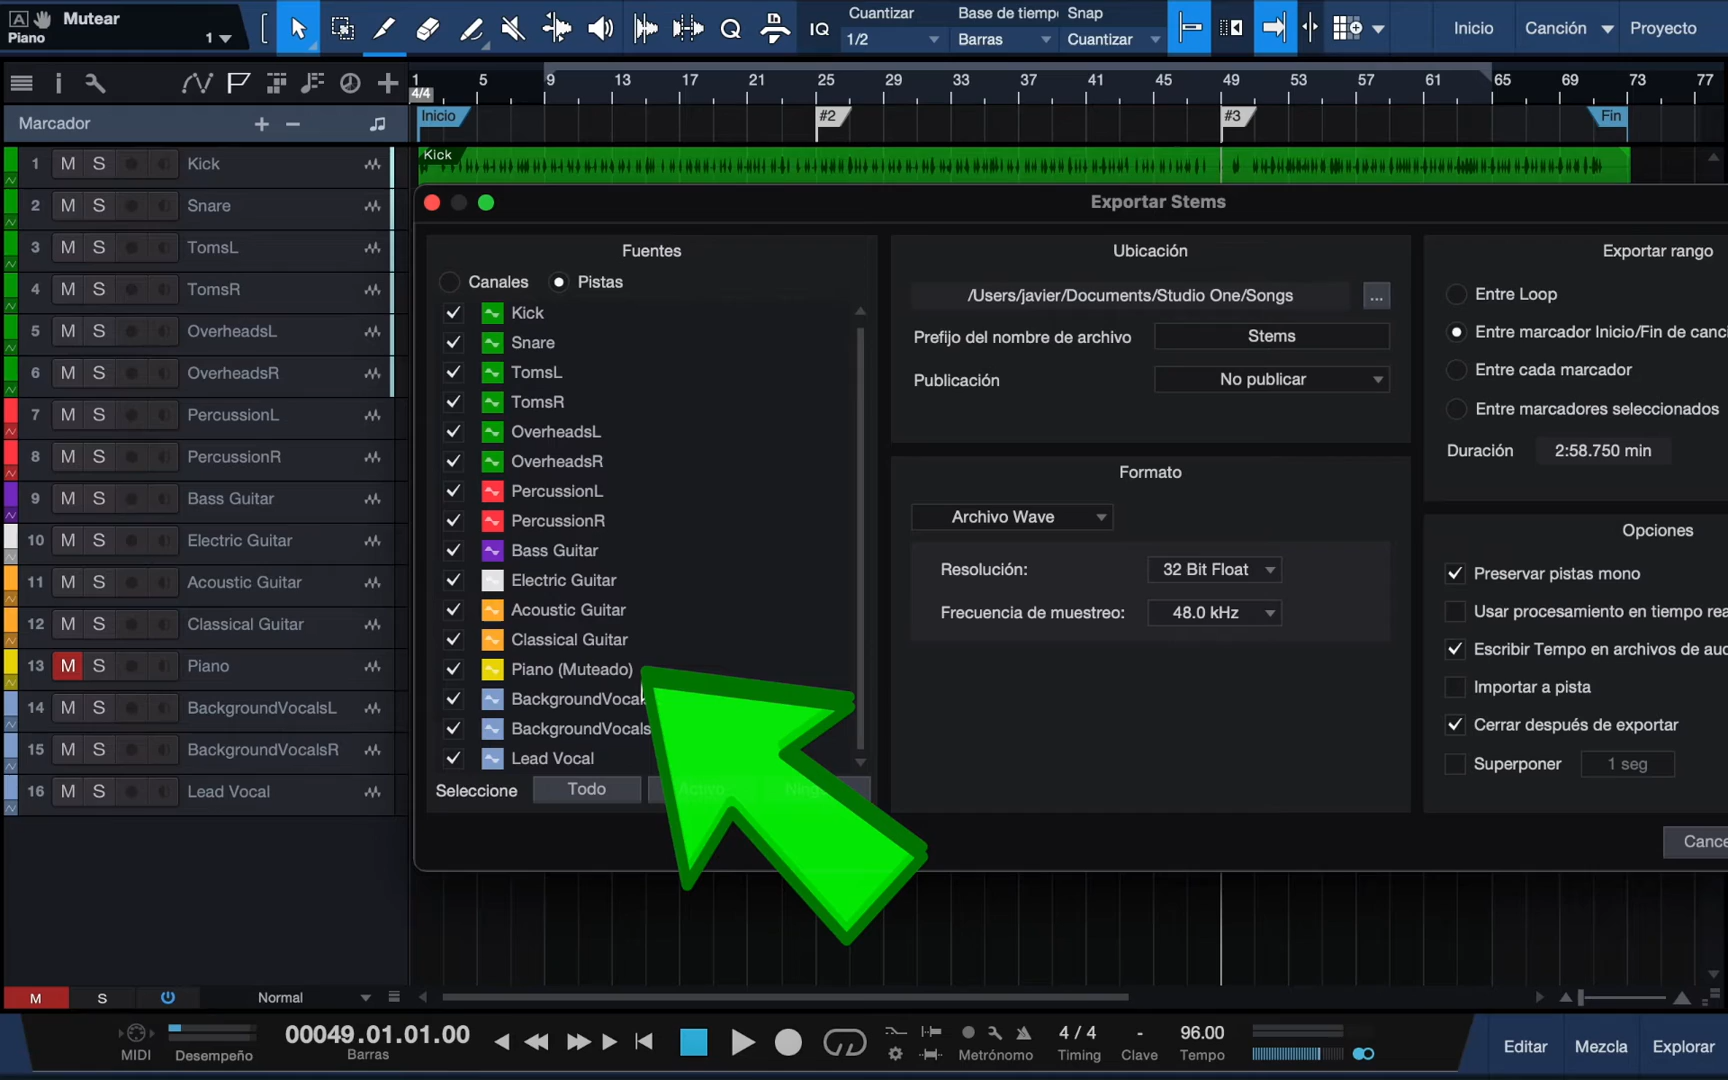 A Mutear
Piano 1
IQ
Cuantizar
1/2
Base de tiempo
Barras
Snap
Cuantizar
Inicio
Canción
Proyecto
1 5 9 13 17 21 25 29 33 37 41 45 49 53 57 61 65 69 73 77
4/4
Marcador
Inicio #2 #3 Fin
Kick
1 M S Kick
2 M S Snare
3 M S TomsL
4 M S TomsR
5 M S OverheadsL
6 M S OverheadsR
7 M S PercussionL
8 M S PercussionR
9 M S Bass Guitar
10 M S Electric Guitar
11 M S Acoustic Guitar
12 M S Classical Guitar
13 M S Piano
14 M S BackgroundVocalsL
15 M S BackgroundVocalsR
16 M S Lead Vocal
Exportar Stems
Fuentes
Canales Pistas
Kick
Snare
TomsL
TomsR
OverheadsL
OverheadsR
PercussionL
PercussionR
Bass Guitar
Electric Guitar
Acoustic Guitar
Classical Guitar
Piano (Muteado)
BackgroundVocals
BackgroundVocals
Lead Vocal
Seleccione Todo
Ubicación
/Users/javier/Documents/Studio One/Songs ...
Prefijo del nombre de archivo Stems
Publicación No publicar
Formato
Archivo Wave
Resolución: 32 Bit Float
Frecuencia de muestreo: 48.0 kHz
Exportar rango
Entre Loop
Entre marcador Inicio/Fin de canci
Entre cada marcador
Entre marcadores seleccionados
Duración 2:58.750 min
Opciones
Preservar pistas mono
Usar procesamiento en tiempo rea
Escribir Tempo en archivos de aud
Importar a pista
Cerrar después de exportar
Superponer 1 seg
Cance
M S Normal
MIDI
Desempeño
00049.01.01.00
Barras
Metrónomo
4 / 4
Timing
-
Clave
96.00
Tempo
Editar
Mezcla
Explorar